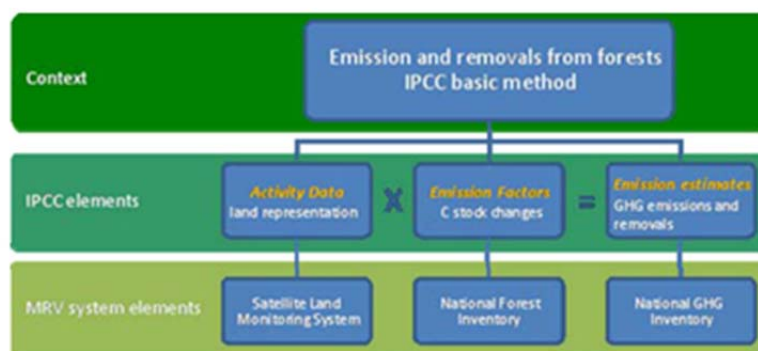 Context
Emission and removals from forests
IPCC basic method
IPCC elements
Activity Data
land representation
X
Emission Factors
C stock changes
=
Emission estimates
GHG emissions and
removals
MRV system elements
Satellite Land
Monitoring System
National Forest
Inventory
National GHG
Inventory